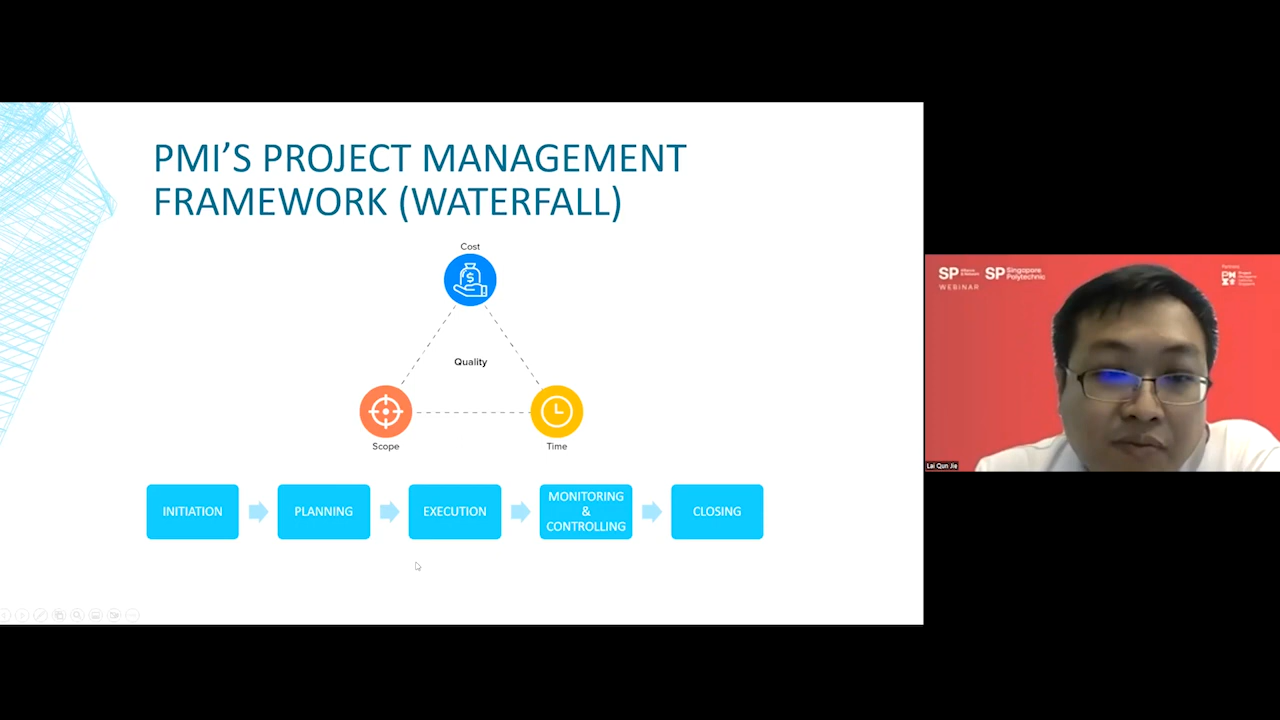 PMI'S PROJECT MANAGEMENT
FRAMEWORK (WATERFALL)
Cost
Quality
Scope
Time
INITIATION
PLANNING
EXECUTION
MONITORING
&
CONTROLLING
CLOSING
SP
SP Singapore
Polytechnic
WEBINAR
Lai Qun Jie